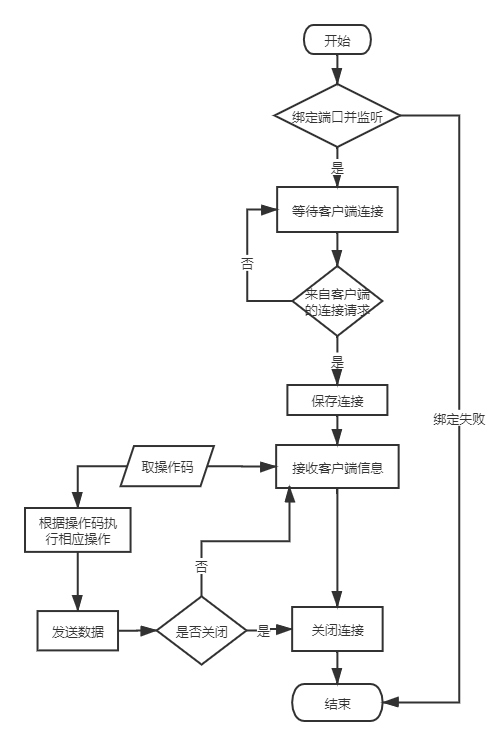 开始
绑定端口并监听
是
等待客户端连接
否
来自客户端
的连接请求
是
保存连接
绑定失败
取操作码
接收客户端信息
根据操作码执
行相应操作
否
发送数据
是否关闭
是
关闭连接
结束